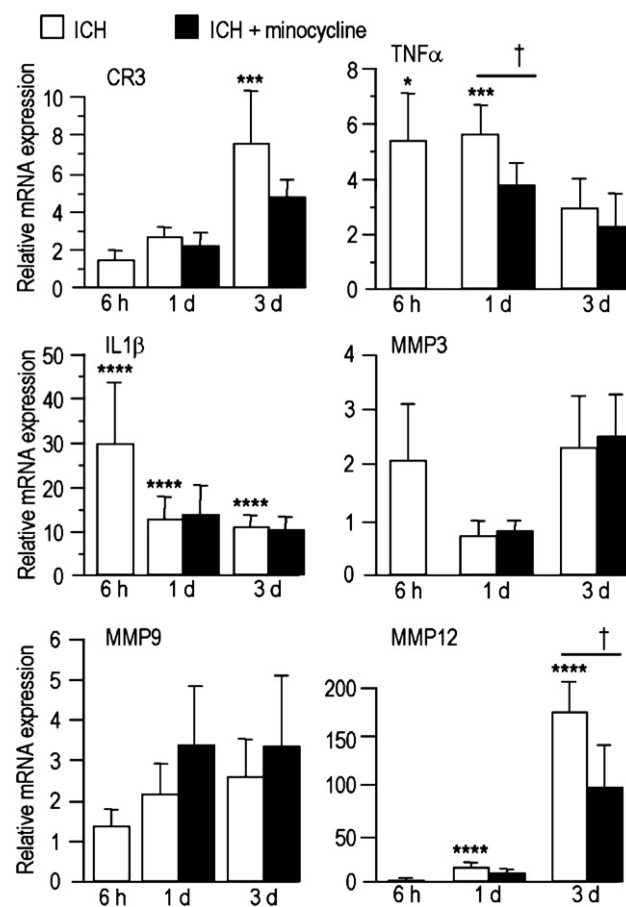 ICH ICH + minocycline
CR3
***
Relative mRNA expression
10
8
6
4
2
0
6 h 1 d 3 d
TNFα
†
*
***
8
6
4
2
0
6 h 1 d 3 d
IL1β
****
****
****
Relative mRNA expression
50
40
30
20
10
0
6 h 1 d 3 d
MMP3
4
3
2
1
0
6 h 1 d 3 d
MMP9
Relative mRNA expression
6
5
4
3
2
1
0
6 h 1 d 3 d
MMP12
†
****
****
200
150
100
50
0
6 h 1 d 3 d